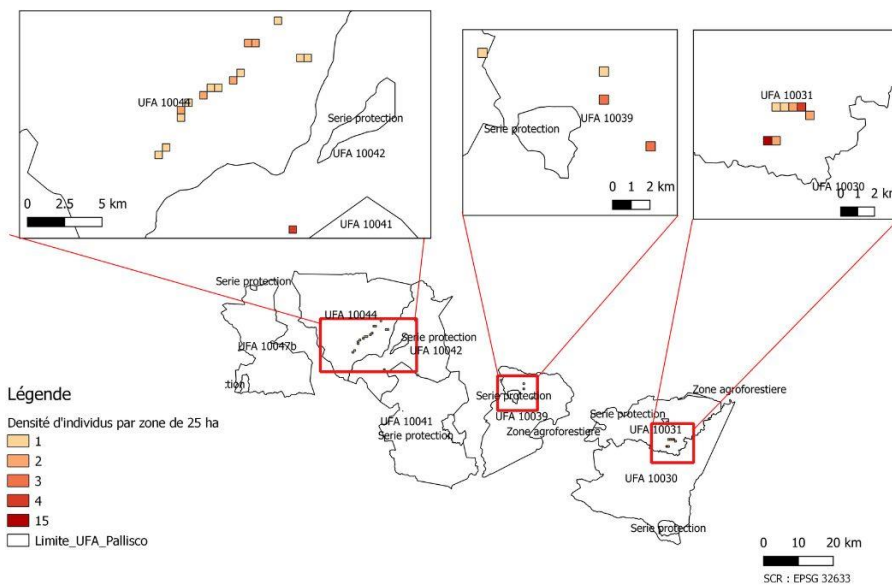 UFA 10044
Serie protection
UFA 10042
0 2.5 5 km
UFA 10041
Serie protection
UFA 10039
0 1 2 km
UFA 10031
UFA 10030
0 1 2 km
Serie protection
UFA 10044
Serie protection
UFA 10042
UFA 10047b
ction
UFA 10041
Serie protection
Serie protection
UFA 10039
Zone agroforestiere
Zone agroforestiere
Serie protection
UFA 10031
UFA 10030
Serie protection
Légende
Densité d'individus par zone de 25 ha
1
2
3
4
15
Limite_UFA_Pallisco
0 10 20 km
SCR : EPSG 32633